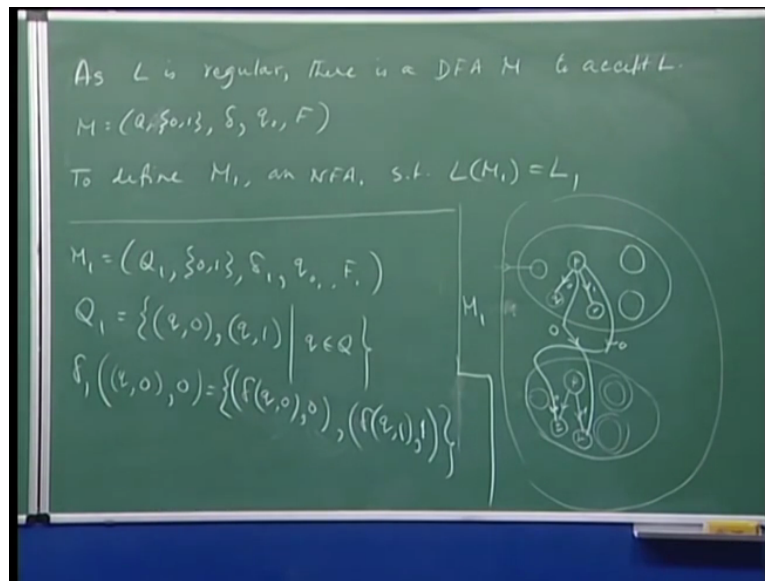 As L is regular, there is a DFA M to accept L.
M = (Q, {0,1}, δ, q₀, F)
To define M₁, an NFA, s.t. L(M₁) = L₁
M₁ = (Q₁, {0,1}, δ₁, q₀, F₁)
Q₁ = {(q,0), (q,1) | q ∈ Q}
δ₁((q,0),0) = {(δ(q,0),0), (δ(q,1),1)}
M₁